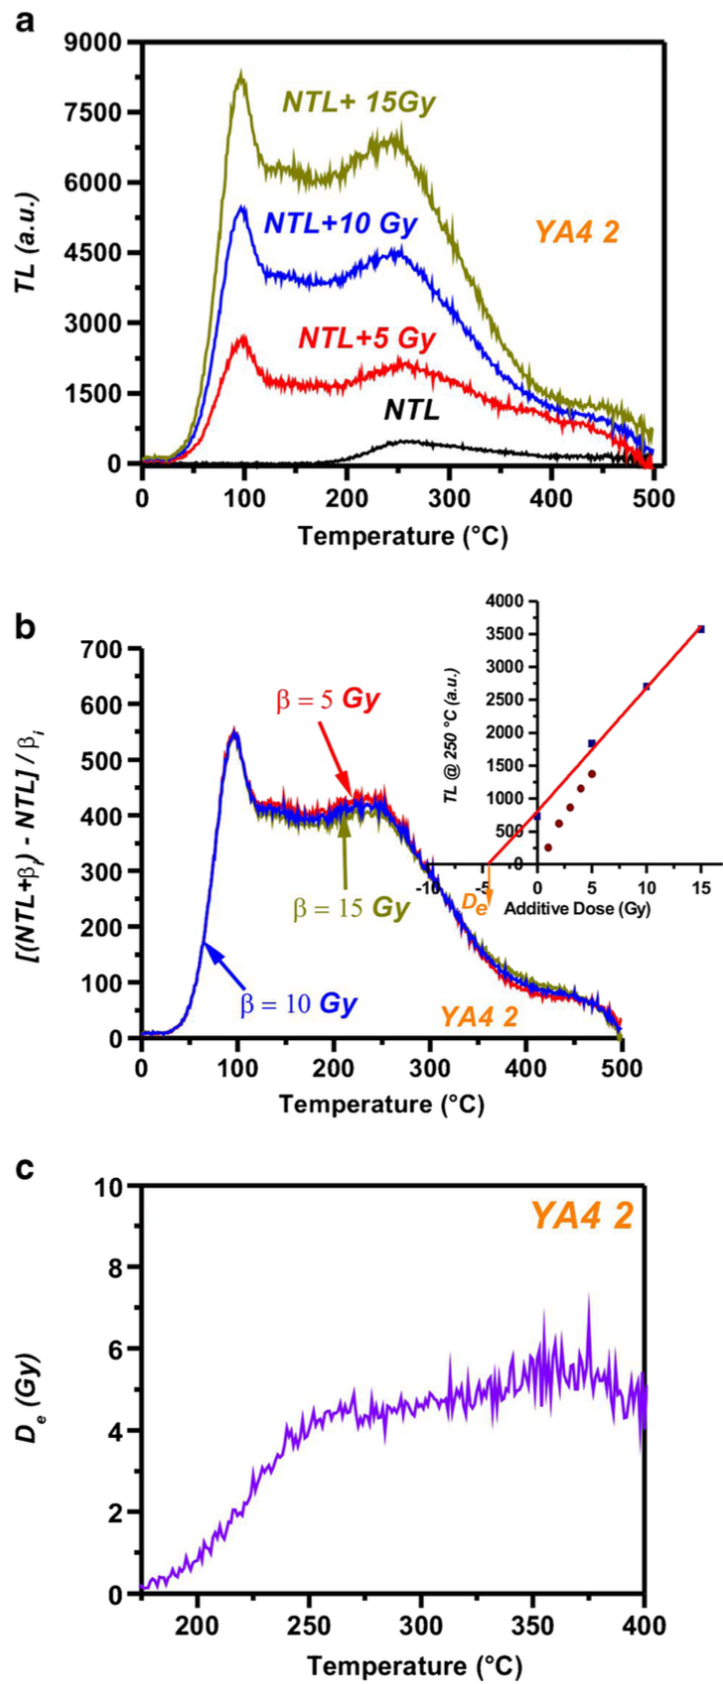 a
9000
7500
6000
4500
3000
1500
0
TL (a.u.)
NTL+ 15Gy
NTL+10 Gy
YA4 2
NTL+5 Gy
NTL
0 100 200 300 400 500
Temperature (°C)
b
700
600
500
400
300
200
100
0
[(NTL+βi) - NTL] / βi
β = 5 Gy
β = 15 Gy
β = 10 Gy
YA4 2
4000
3500
3000
2500
2000
1500
1000
500
0
TL @ 250 °C (a.u.)
-10 -5 0 5 10 15
De
Additive Dose (Gy)
0 100 200 300 400 500
Temperature (°C)
c
10
8
6
4
2
0
De (Gy)
YA4 2
200 250 300 350 400
Temperature (°C)